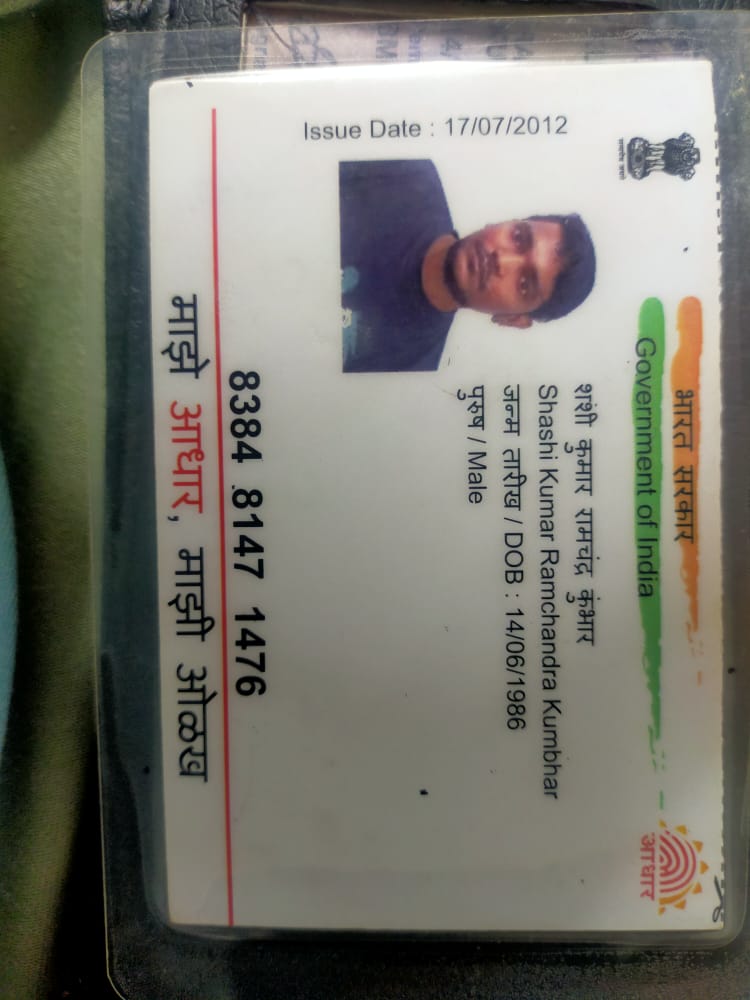 भारत सरकार
Government of India
Issue Date : 17/07/2012
शशी कुमार रामचंद्र कुंभार
Shashi Kumar Ramchandra Kumbhar
जन्म तारीख / DOB : 14/06/1986
पुरुष / Male
8384 8147 1476
माझे आधार, माझी ओळख
आधार